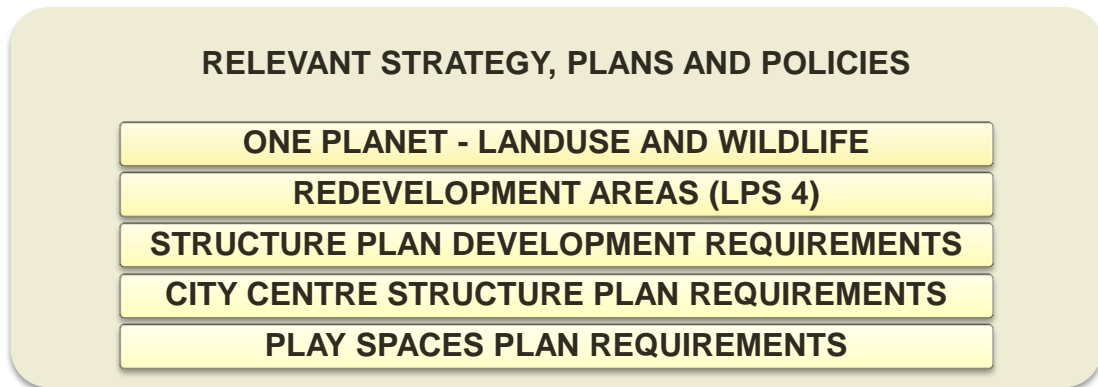 RELEVANT STRATEGY, PLANS AND POLICIES
ONE PLANET - LANDUSE AND WILDLIFE
REDEVELOPMENT AREAS (LPS 4)
STRUCTURE PLAN DEVELOPMENT REQUIREMENTS
CITY CENTRE STRUCTURE PLAN REQUIREMENTS
PLAY SPACES PLAN REQUIREMENTS